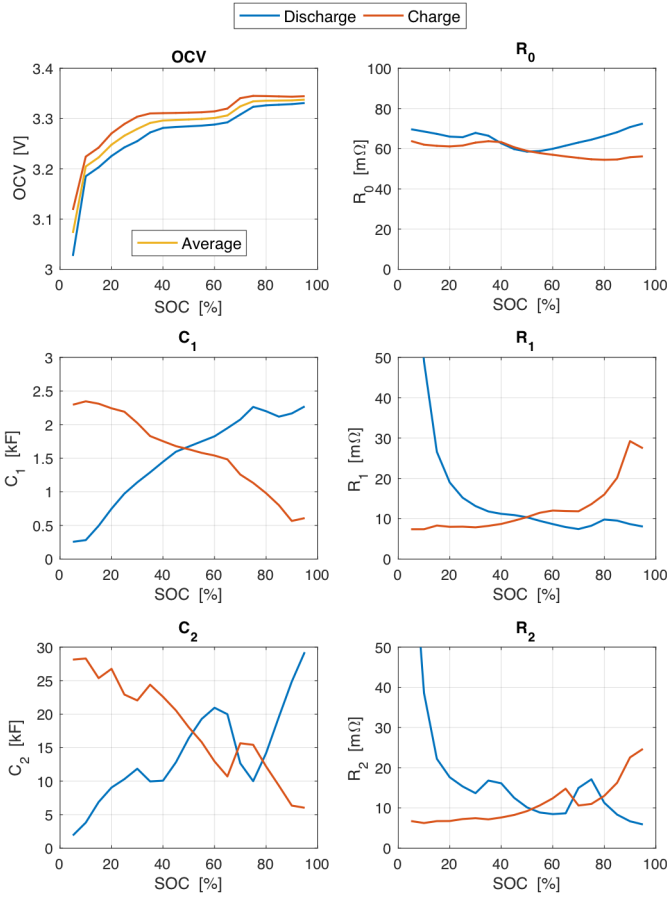 Discharge Charge
OCV
3.4
3.3
3.2
3.1
3
OCV [V]
Average
0 20 40 60 80 100
SOC [%]
R0
100
80
60
40
20
0
R0 [mΩ]
0 20 40 60 80 100
SOC [%]
C1
3
2.5
2
1.5
1
0.5
0
C1 [kF]
0 20 40 60 80 100
SOC [%]
R1
50
40
30
20
10
0
R1 [mΩ]
0 20 40 60 80 100
SOC [%]
C2
30
25
20
15
10
5
0
C2 [kF]
0 20 40 60 80 100
SOC [%]
R2
50
40
30
20
10
0
R2 [mΩ]
0 20 40 60 80 100
SOC [%]